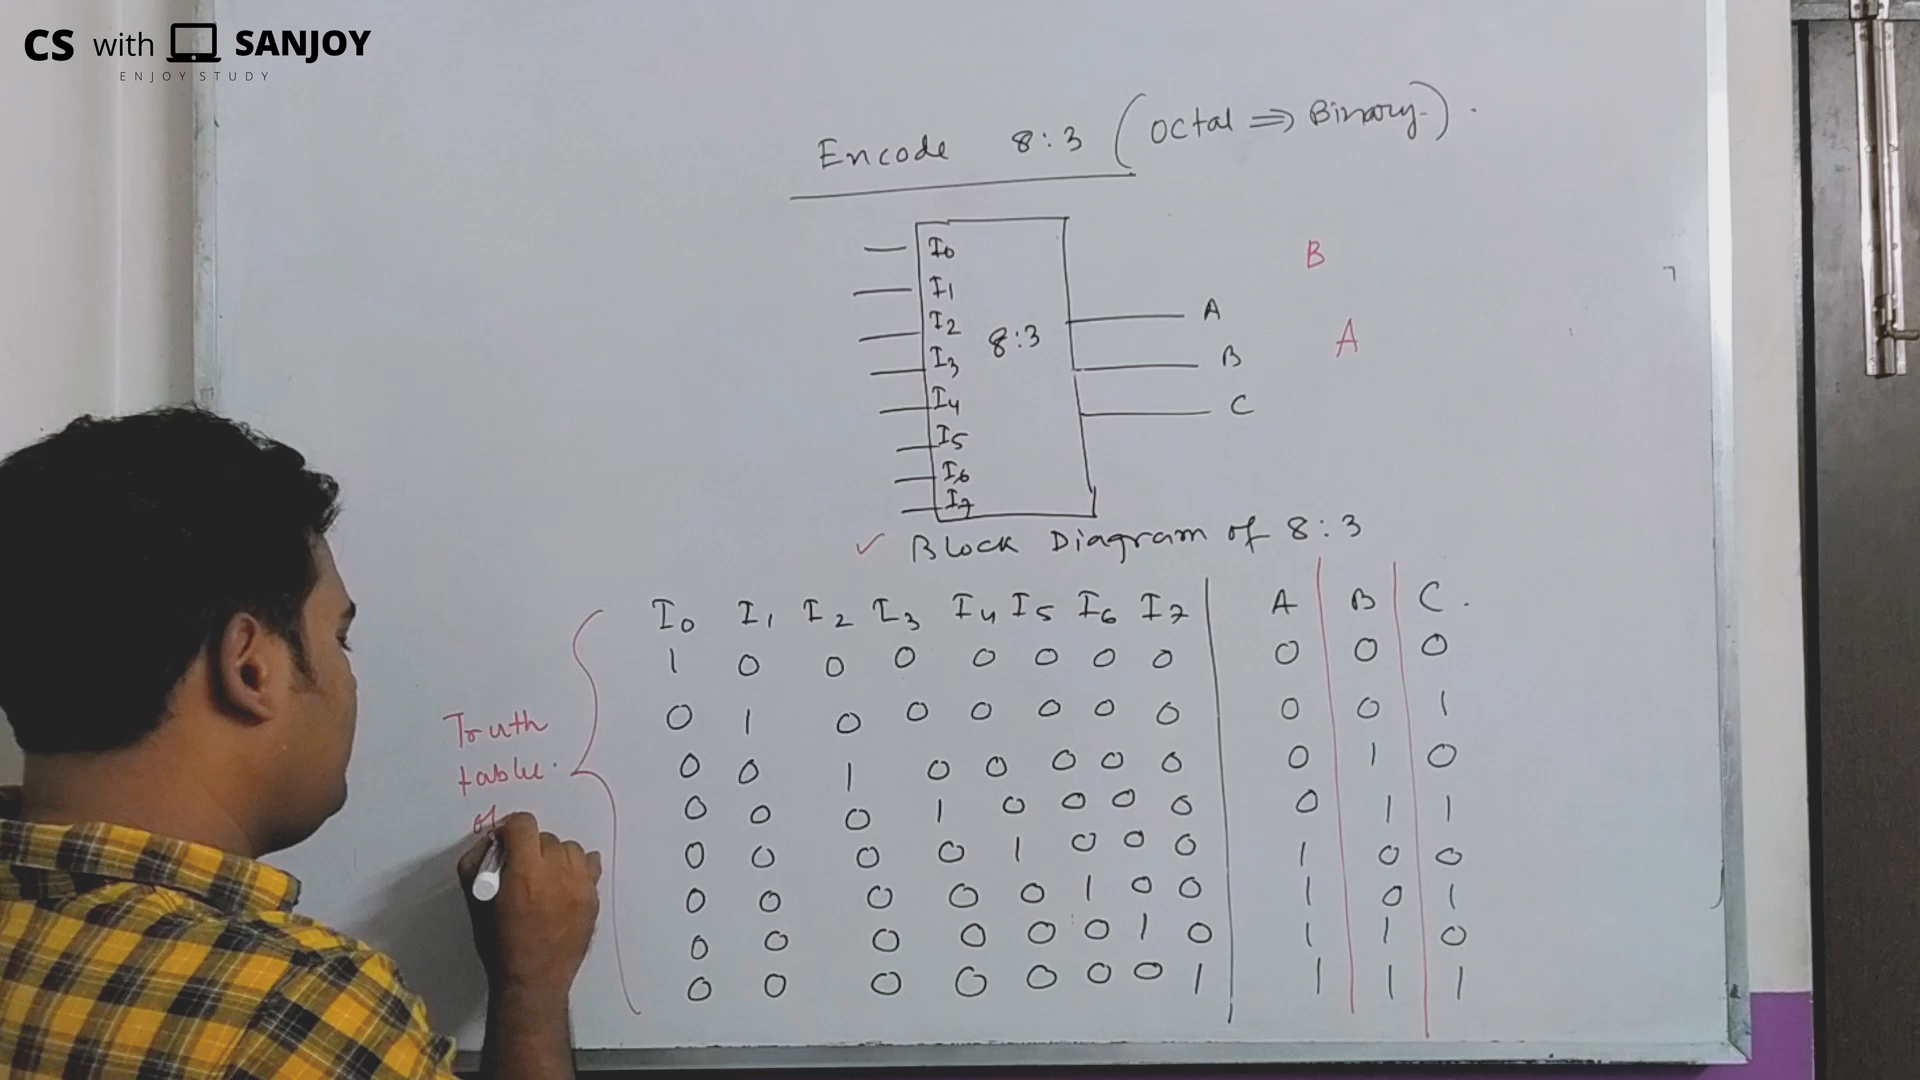 CS with SANJOY
ENJOY STUDY
Encode 8:3 (Octal ⇒ Binary).
I0
I1
I2
I3
I4
I5
I6
I7
8:3
A
B
C
B
A
✓ Block Diagram of 8:3
I0 I1 I2 I3 I4 I5 I6 I7 A B C.
1 0 0 0 0 0 0 0 0 0 0
0 1 0 0 0 0 0 0 0 0 1
0 0 1 0 0 0 0 0 0 1 0
0 0 0 1 0 0 0 0 0 1 1
0 0 0 0 1 0 0 0 1 0 0
0 0 0 0 0 1 0 0 1 0 1
0 0 0 0 0 0 1 0 1 1 0
0 0 0 0 0 0 0 1 1 1 1
Truth
table.
of